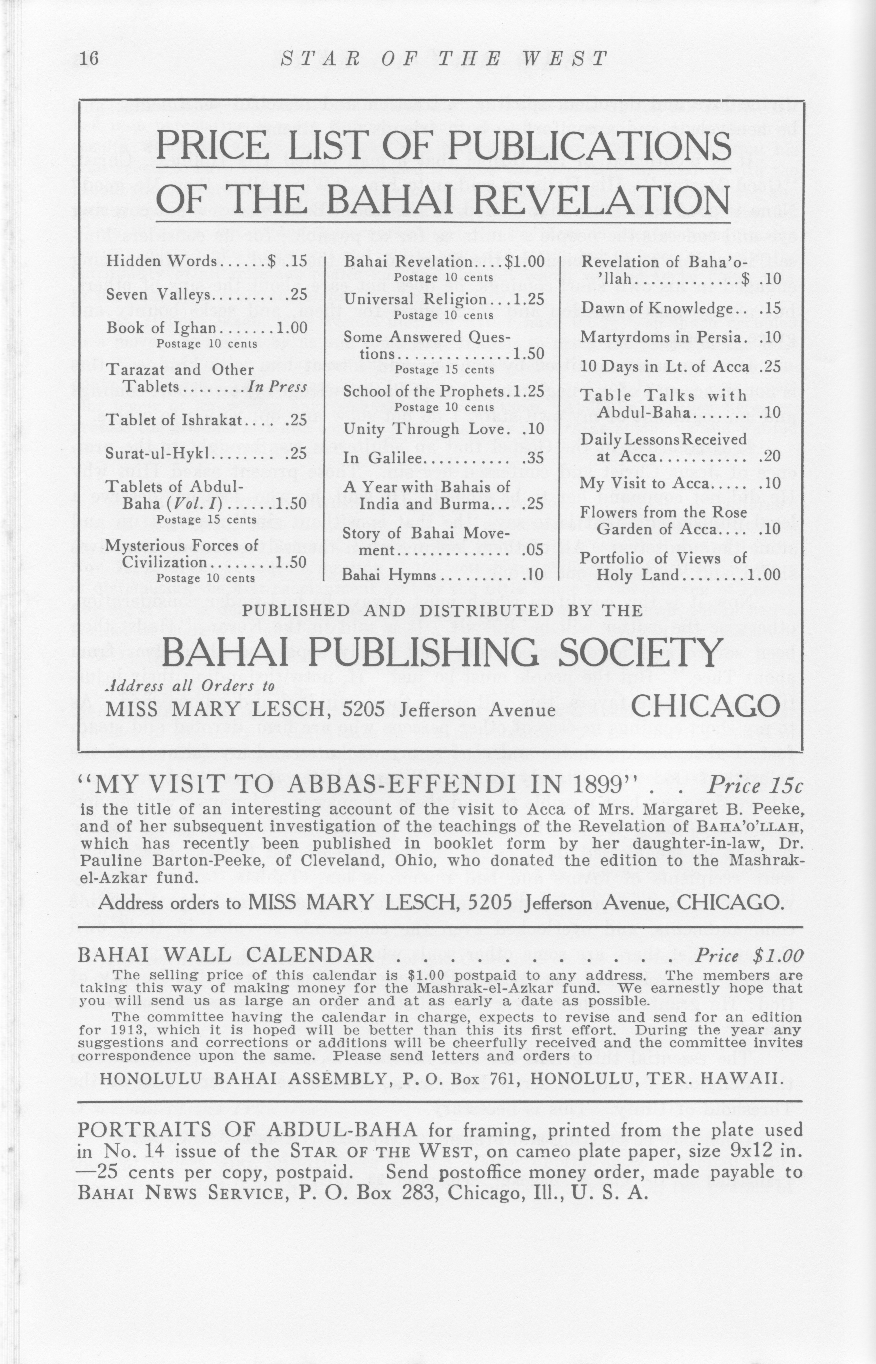 16 STAR OF THE WEST
PRICE LIST OF PUBLICATIONS
OF THE BAHAI REVELATION
Hidden Words......$ .15
Seven Valleys........ .25
Book of Ighan.......1.00
Postage 10 cents
Tarazat and Other
Tablets........In Press
Tablet of Ishrakat.... .25
Surat-ul-Hykl........ .25
Tablets of Abdul-
Baha (Vol. I)......1.50
Postage 15 cents
Mysterious Forces of
Civilization........1.50
Postage 10 cents
Bahai Revelation....$1.00
Postage 10 cents
Universal Religion...1.25
Postage 10 cents
Some Answered Ques-
tions..............1.50
Postage 15 cents
School of the Prophets.1.25
Postage 10 cents
Unity Through Love. .10
In Galilee........... .35
A Year with Bahais of
India and Burma... .25
Story of Bahai Move-
ment.............. .05
Bahai Hymns......... .10
Revelation of Baha'o-
'llah.............$ .10
Dawn of Knowledge.. .15
Martyrdoms in Persia. .10
10 Days in Lt. of Acca .25
Table Talks with
Abdul-Baha....... .10
Daily Lessons Received
at Acca........... .20
My Visit to Acca..... .10
Flowers from the Rose
Garden of Acca.... .10
Portfolio of Views of
Holy Land........1.00
PUBLISHED AND DISTRIBUTED BY THE
BAHAI PUBLISHING SOCIETY
Address all Orders to
MISS MARY LESCH, 5205 Jefferson Avenue CHICAGO
"MY VISIT TO ABBAS-EFFENDI IN 1899" . . Price 15c
is the title of an interesting account of the visit to Acca of Mrs. Margaret B. Peeke,
and of her subsequent investigation of the teachings of the Revelation of BAHA'O'LLAH,
which has recently been published in booklet form by her daughter-in-law, Dr.
Pauline Barton-Peeke, of Cleveland, Ohio, who donated the edition to the Mashrak-
el-Azkar fund.
Address orders to MISS MARY LESCH, 5205 Jefferson Avenue, CHICAGO.
BAHAI WALL CALENDAR . . . . . . . . . . . Price $1.00
The selling price of this calendar is $1.00 postpaid to any address. The members are
taking this way of making money for the Mashrak-el-Azkar fund. We earnestly hope that
you will send us as large an order and at as early a date as possible.
The committee having the calendar in charge, expects to revise and send for an edition
for 1913, which it is hoped will be better than this its first effort. During the year any
suggestions and corrections or additions will be cheerfully received and the committee invites
correspondence upon the same. Please send letters and orders to
HONOLULU BAHAI ASSEMBLY, P. O. Box 761, HONOLULU, TER. HAWAII.
PORTRAITS OF ABDUL-BAHA for framing, printed from the plate used
in No. 14 issue of the STAR OF THE WEST, on cameo plate paper, size 9x12 in.
—25 cents per copy, postpaid. Send postoffice money order, made payable to
BAHAI NEWS SERVICE, P. O. Box 283, Chicago, Ill., U. S. A.